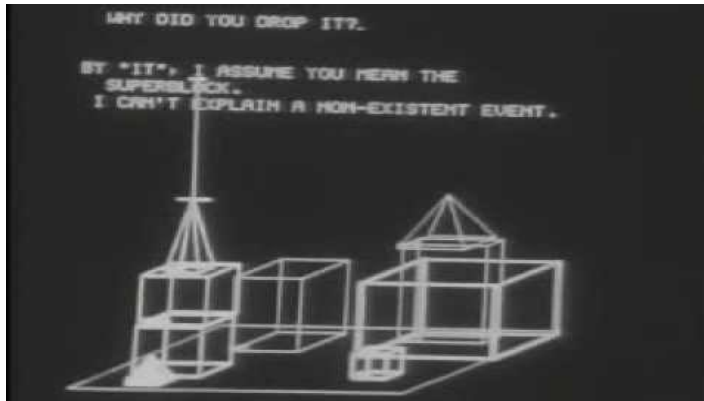 WHY DID YOU DROP IT?
BY "IT", I ASSUME YOU MEAN THE
SUPERBLOCK.
I CAN'T EXPLAIN A NON-EXISTENT EVENT.